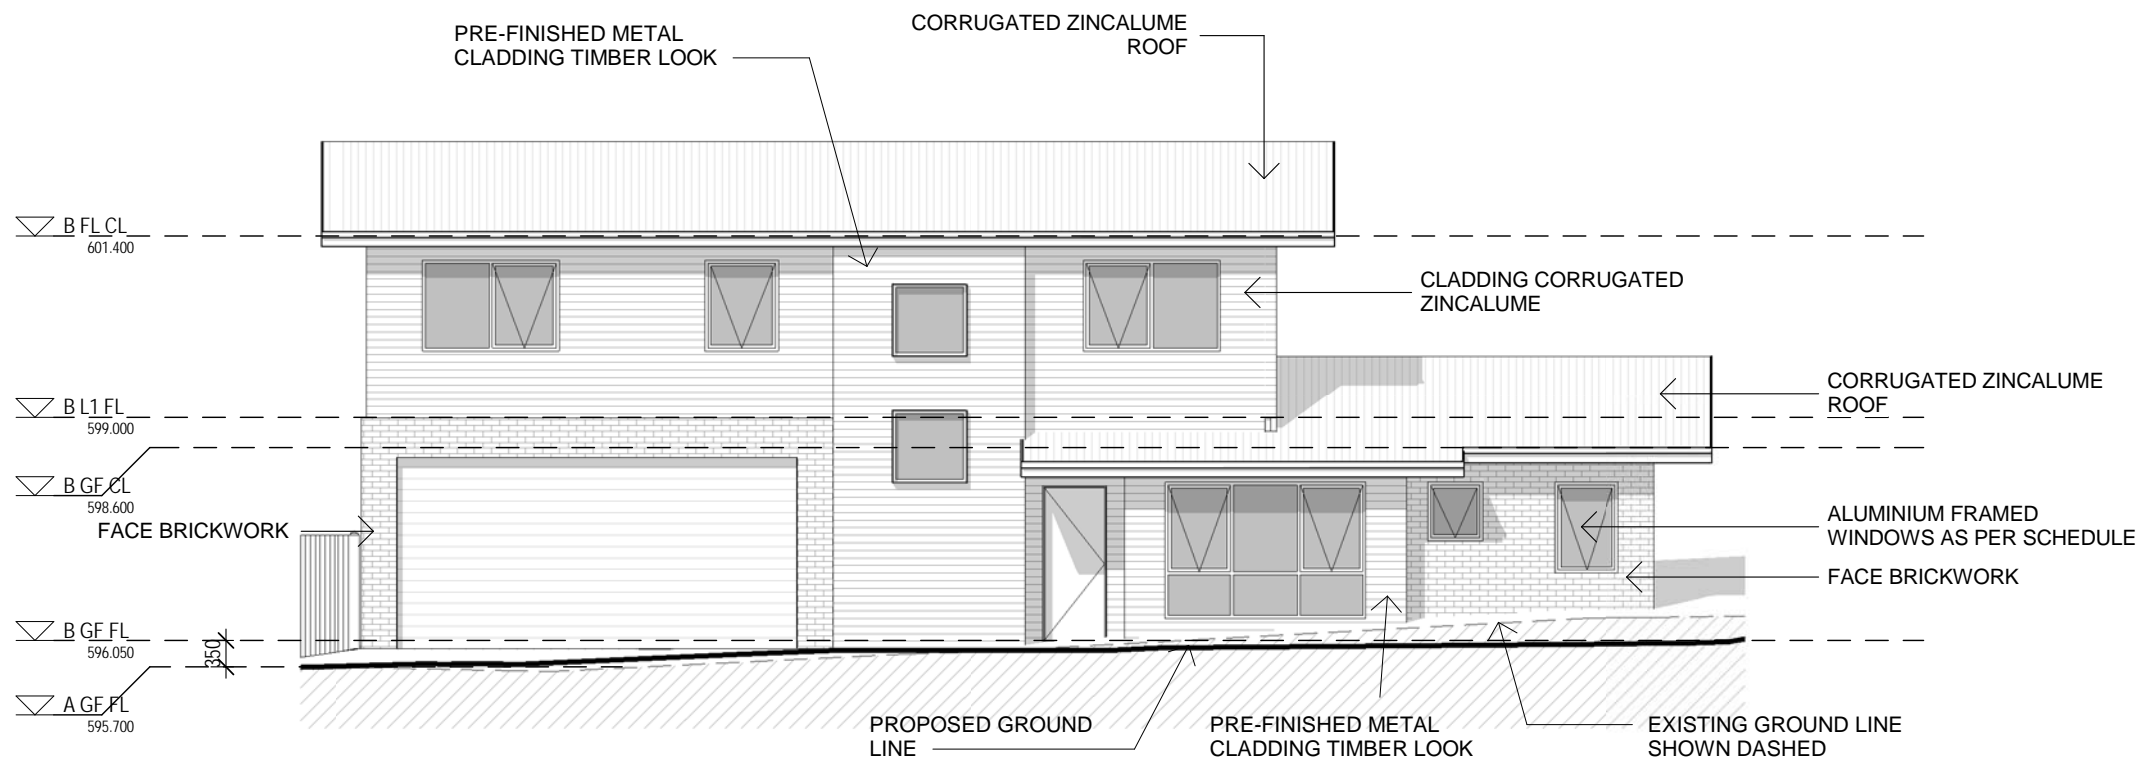 PRE-FINISHED METAL
CLADDING TIMBER LOOK
CORRUGATED ZINCALUME
ROOF
B FL CL
601.400
CLADDING CORRUGATED
ZINCALUME
B L1 FL
599.000
CORRUGATED ZINCALUME
ROOF
B GF CL
598.600
FACE BRICKWORK
ALUMINIUM FRAMED
WINDOWS AS PER SCHEDULE
FACE BRICKWORK
B GF FL
596.050
350
A GF FL
595.700
PROPOSED GROUND
LINE
PRE-FINISHED METAL
CLADDING TIMBER LOOK
EXISTING GROUND LINE
SHOWN DASHED